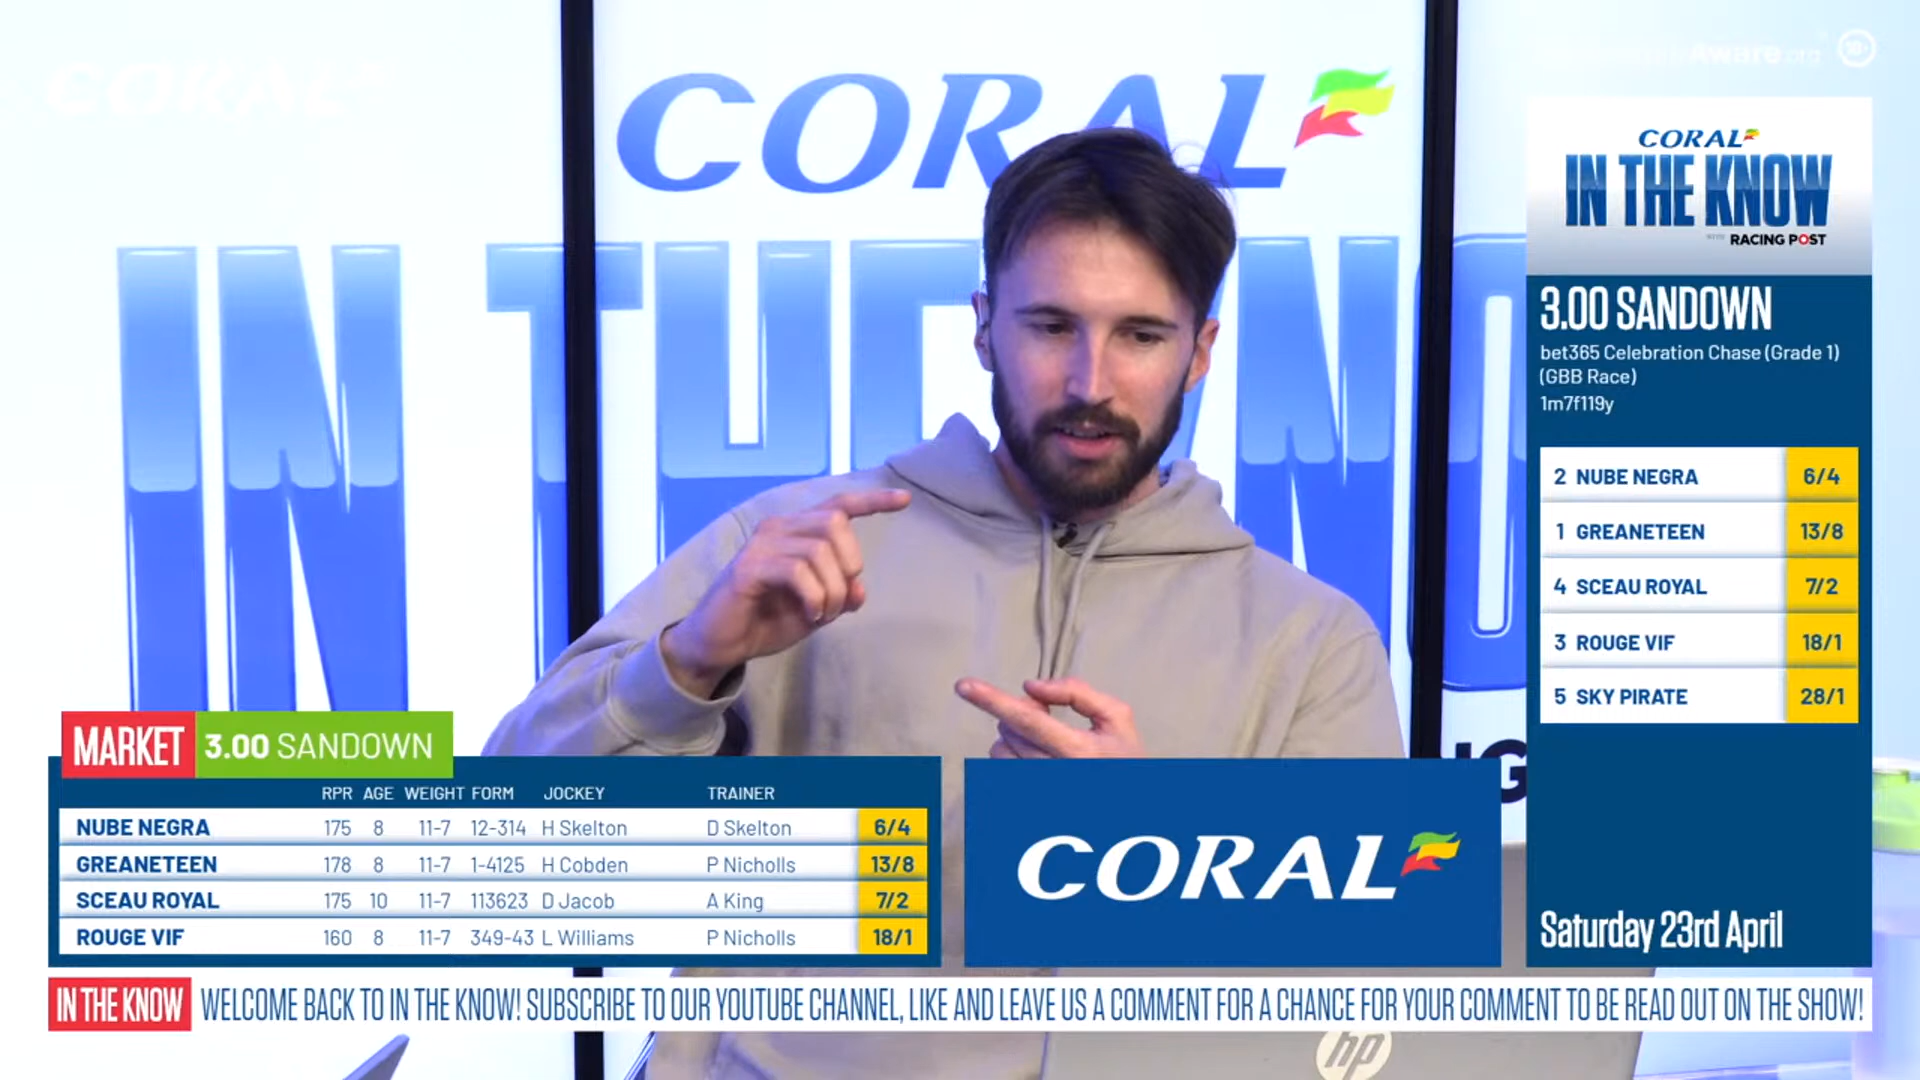 CORAL
Aware.org 18+
CORAL
IN THE KNO
CORAL
IN THE KNOW
WITH RACING POST
3.00 SANDOWN
bet365 Celebration Chase (Grade 1)
(GBB Race)
1m7f119y
2 NUBE NEGRA 6/4
1 GREANETEEN 13/8
4 SCEAU ROYAL 7/2
3 ROUGE VIF 18/1
5 SKY PIRATE 28/1
Saturday 23rd April
MARKET 3.00 SANDOWN
RPR AGE WEIGHT FORM JOCKEY TRAINER
NUBE NEGRA 175 8 11-7 12-314 H Skelton D Skelton 6/4
GREANETEEN 178 8 11-7 1-4125 H Cobden P Nicholls 13/8
SCEAU ROYAL 175 10 11-7 113623 D Jacob A King 7/2
ROUGE VIF 160 8 11-7 349-43 L Williams P Nicholls 18/1
CORAL
NG
IN THE KNOW WELCOME BACK TO IN THE KNOW! SUBSCRIBE TO OUR YOUTUBE CHANNEL, LIKE AND LEAVE US A COMMENT FOR A CHANCE FOR YOUR COMMENT TO BE READ OUT ON THE SHOW!
hp